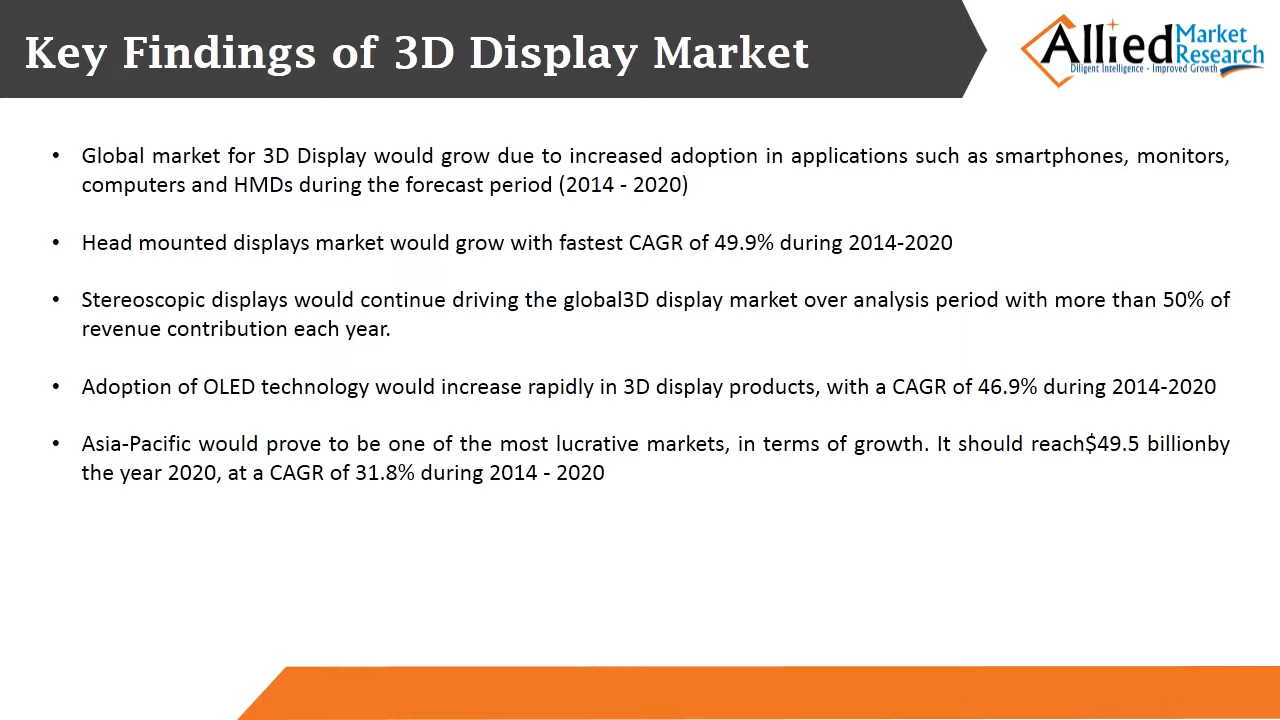 Key Findings of 3D Display Market
Allied Market Research
Diligent Intelligence - Improved Growth
• Global market for 3D Display would grow due to increased adoption in applications such as smartphones, monitors,
computers and HMDs during the forecast period (2014 - 2020)
• Head mounted displays market would grow with fastest CAGR of 49.9% during 2014-2020
• Stereoscopic displays would continue driving the global3D display market over analysis period with more than 50% of
revenue contribution each year.
• Adoption of OLED technology would increase rapidly in 3D display products, with a CAGR of 46.9% during 2014-2020
• Asia-Pacific would prove to be one of the most lucrative markets, in terms of growth. It should reach$49.5 billionby
the year 2020, at a CAGR of 31.8% during 2014 - 2020